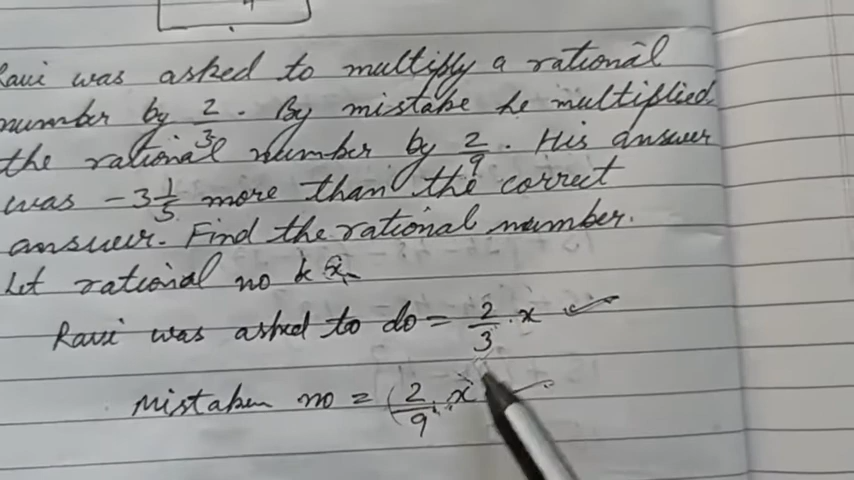 Ravi was asked to multiply a rational
number by 2/3. By mistake he multiplied
the rational number by 2/9. His answer
was -3 1/5 more than the correct
answer. Find the rational number.
Let rational no be x.
Ravi was asked to do = 2/3 . x
Mistaken no = (2/9 . x